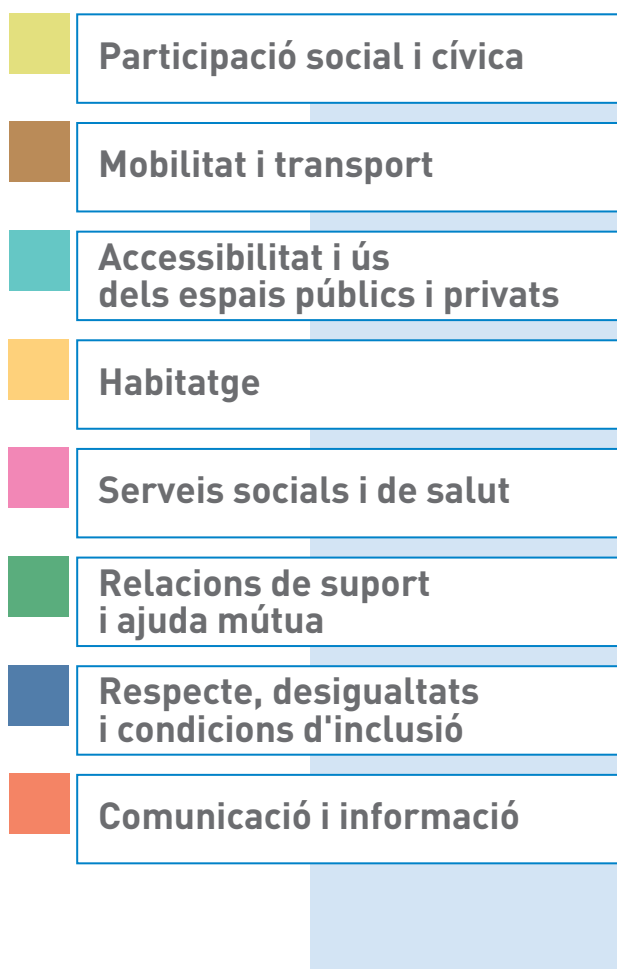 Participació social i cívica
Mobilitat i transport
Accessibilitat i ús
dels espais públics i privats
Habitatge
Serveis socials i de salut
Relacions de suport
i ajuda mútua
Respecte, desigualtats
i condicions d'inclusió
Comunicació i informació